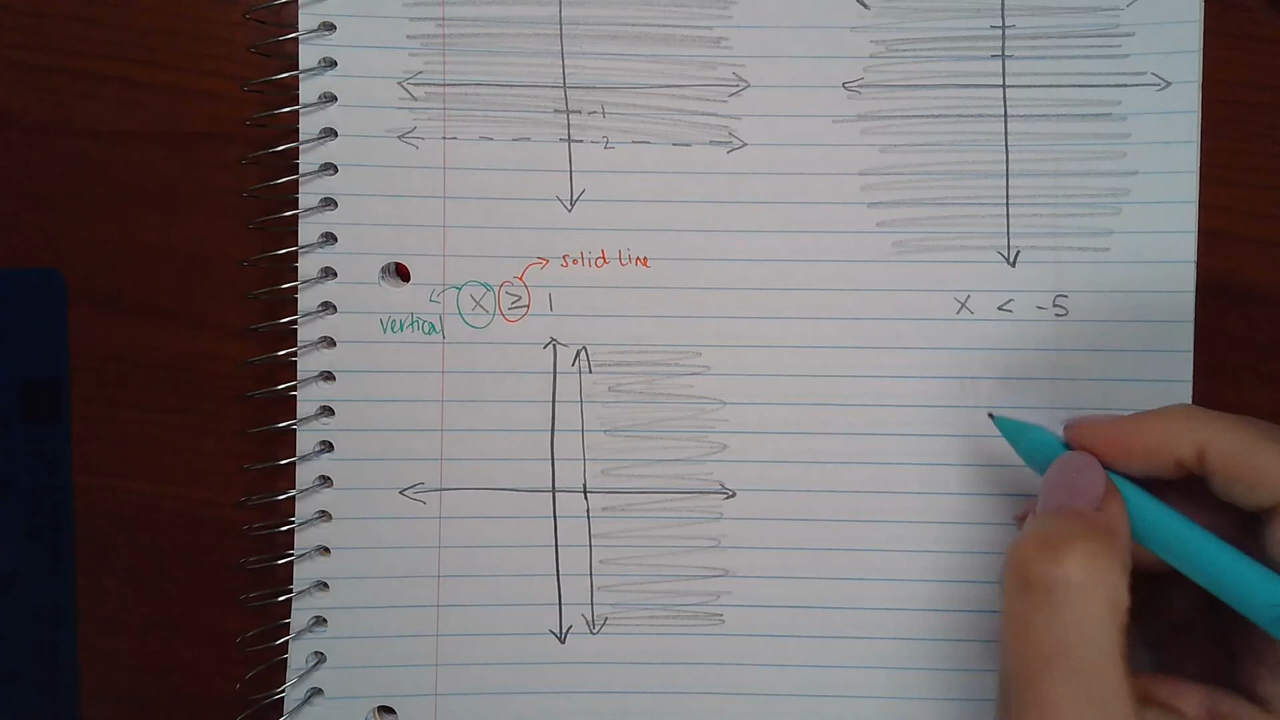 -1
-2
solid line
x ≥ 1
vertical
x < -5